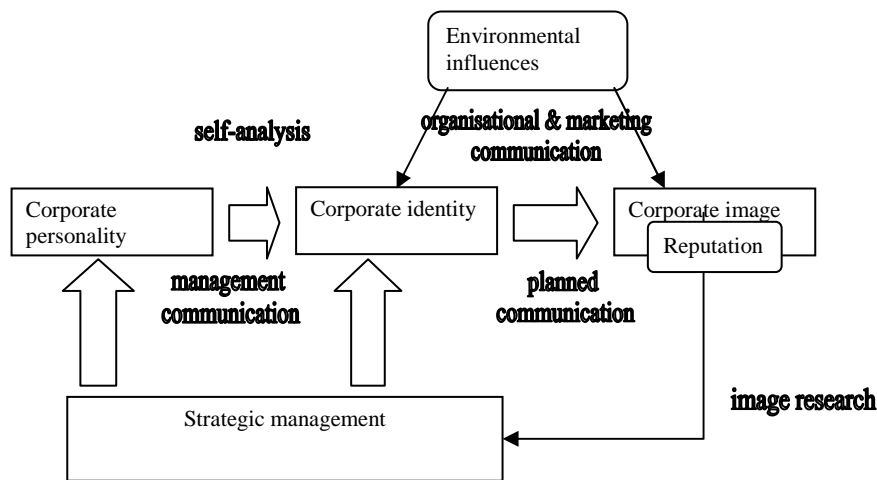 Environmental
influences
self-analysis
organisational & marketing
communication
Corporate
personality
Corporate identity
Corporate image
Reputation
management
communication
planned
communication
Strategic management
image research